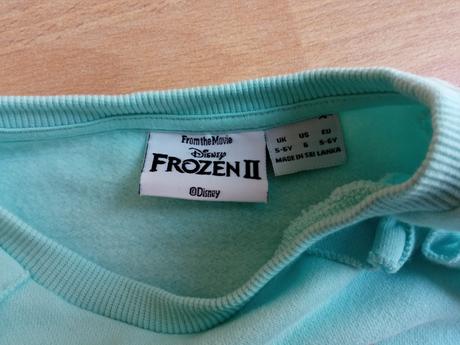 From the Movie
Disney
FROZEN II
©Disney
UK US EU
5-6Y 6 5-6Y
MADE IN SRI LANKA